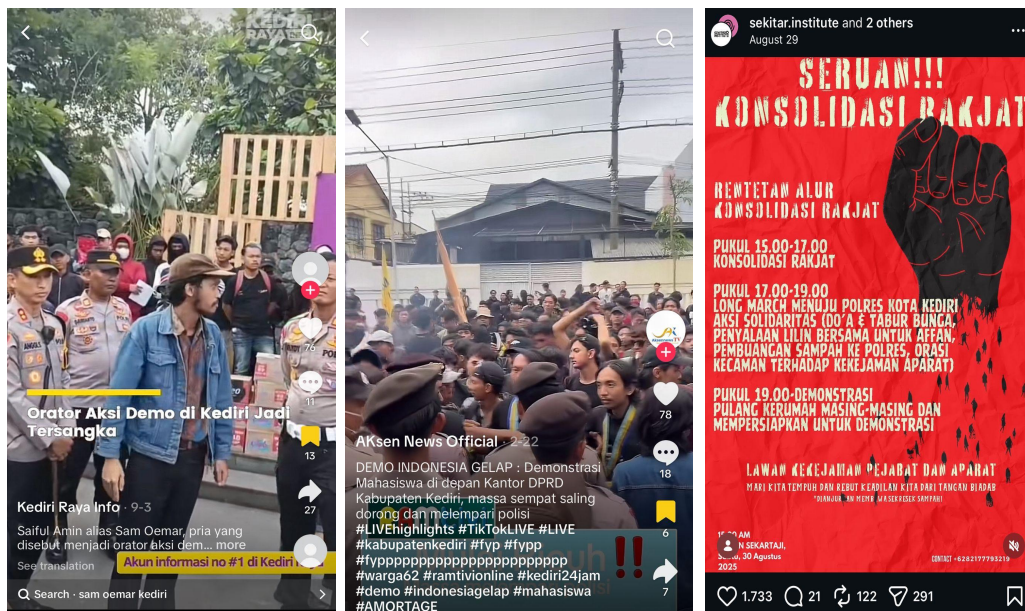 KEDIRI
RAYA
ANGGIS
76
11
13
27
Orator Aksi Demo di Kediri Jadi
Tersangka
Kediri Raya Info · 9-3
Saiful Amin alias Sam Oemar, pria yang
disebut menjadi orator aksi dem... more
See translation
Akun informasi no #1 di Kediri
Search · sam oemar kediri
78
18
6
7
AKsen News Official · 2-22
DEMO INDONESIA GELAP : Demonstrasi
Mahasiswa di depan Kantor DPRD
Kabupaten Kediri, massa sempat saling
dorong dan melempari polisi
#LIVEhighlights #TikTokLIVE #LIVE
#kabupatenkediri #fyp #fypp
#fyppppppppppppppppppppppp
#warga62 #ramtivionline #kediri24jam
#demo #indonesiagelap #mahasiswa
#AMORTAGE
sekitar.institute and 2 others
August 29
SERUAN!!!
KONSOLIDASI RAKJAT
RENTETAN ALUR
KONSOLIDASI RAKJAT
PUKUL 15.00-17.00
KONSOLIDASI RAKJAT
PUKUL 17.00-19.00
LONG MARCH MENUJU POLRES KOTA KEDIRI
AKSI SOLIDARITAS (DO'A & TABUR BUNGA,
PENYALAAN LILIN BERSAMA UNTUK AFFAN,
PEMBUANGAN SAMPAH KE POLRES, ORASI
KECAMAN TERHADAP KEKEJAMAN APARAT)
PUKUL 19.00-DEMONSTRASI
PULANG KERUMAH MASING-MASING DAN
MEMPERSIAPKAN UNTUK DEMONSTRASI
LAWAN KEKEJAMAN PEJABAT DAN APARAT
MARI KITA TEMPUH DAN REBUT KEADILAN KITA DARI TANGAN BIADAB
*DIANJURKAN MEMBAWA KRESEK SAMPAH)
SEKARTAJI,
30 Agustus
2025
CONTACT +6282177793219
1.733
21
122
291